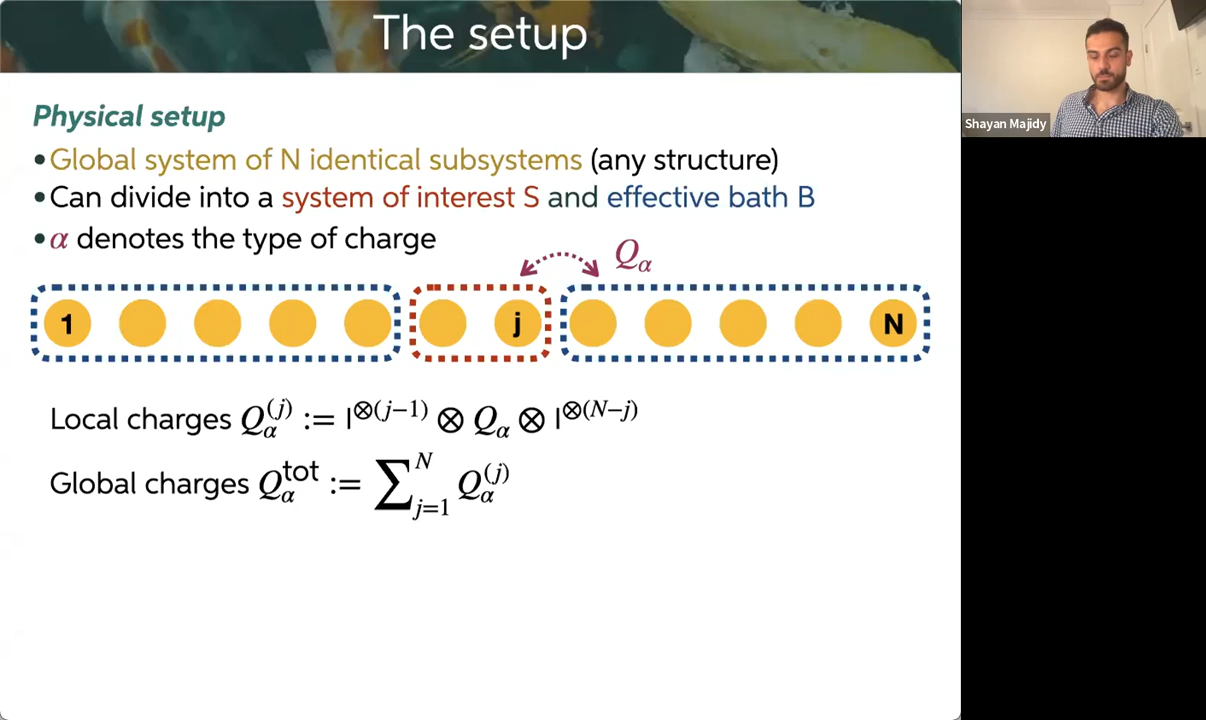 The setup
Shayan Majidy
Physical setup
•Global system of N identical subsystems (any structure)
•Can divide into a system of interest S and effective bath B
•α denotes the type of charge
Q_α
1 j N
Local charges Q_α^{(j)} := I^{⊗(j−1)} ⊗ Q_α ⊗ I^{⊗(N−j)}
Global charges Q_α^{tot} := ∑_{j=1}^{N} Q_α^{(j)}